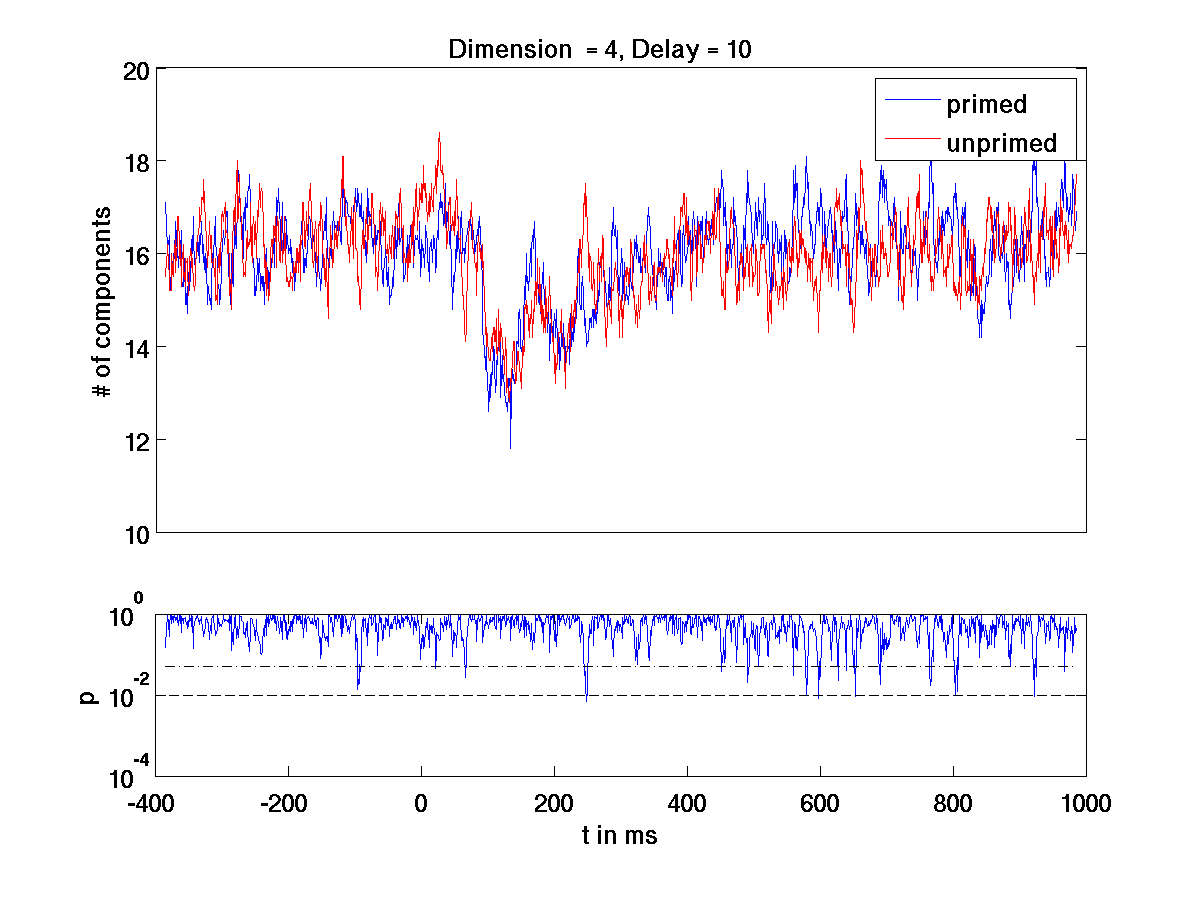 Dimension = 4, Delay = 10
20
primed
unprimed
18
16
14
12
10
# of components
10^0
10^-2
10^-4
p
-400 -200 0 200 400 600 800 1000
t in ms